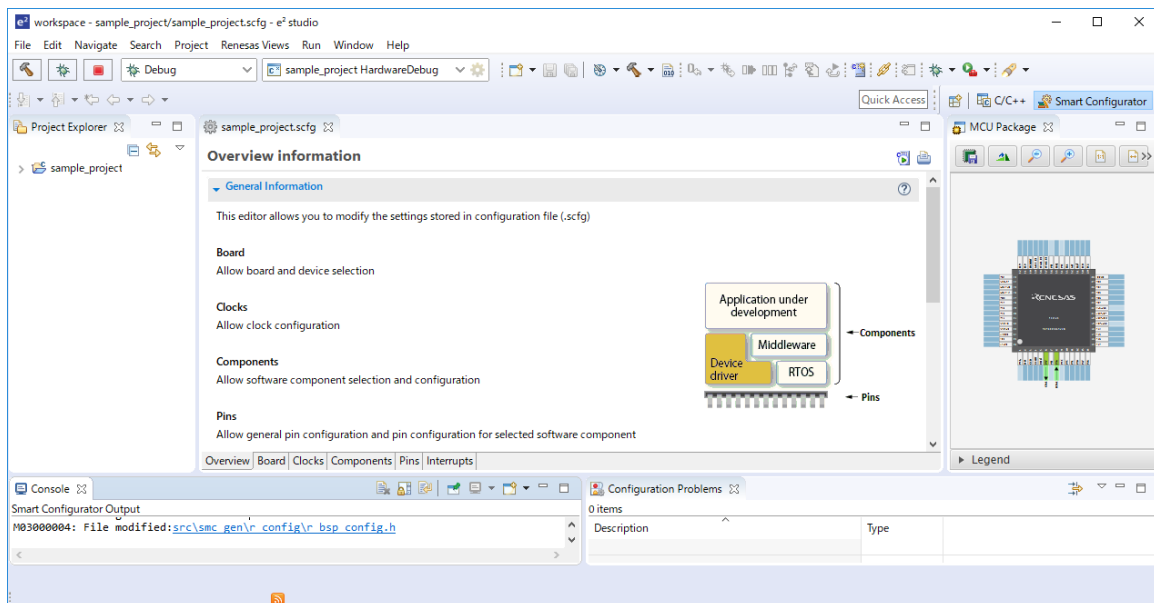 workspace - sample_project/sample_project.scfg - e² studio
File Edit Navigate Search Project Renesas Views Run Window Help
Debug
sample_project HardwareDebug
Quick Access
C/C++
Smart Configurator
Project Explorer
sample_project
sample_project.scfg
Overview information
General Information
This editor allows you to modify the settings stored in configuration file (.scfg)
Board
Allow board and device selection
Clocks
Allow clock configuration
Components
Allow software component selection and configuration
Pins
Allow general pin configuration and pin configuration for selected software component
Application under
development
Middleware
Device
driver
RTOS
Components
Pins
Overview Board Clocks Components Pins Interrupts
MCU Package
RENESAS
Legend
Console
Smart Configurator Output
M03000004: File modified:src\smc_gen\r_config\r_bsp_config.h
Configuration Problems
0 items
Description Type